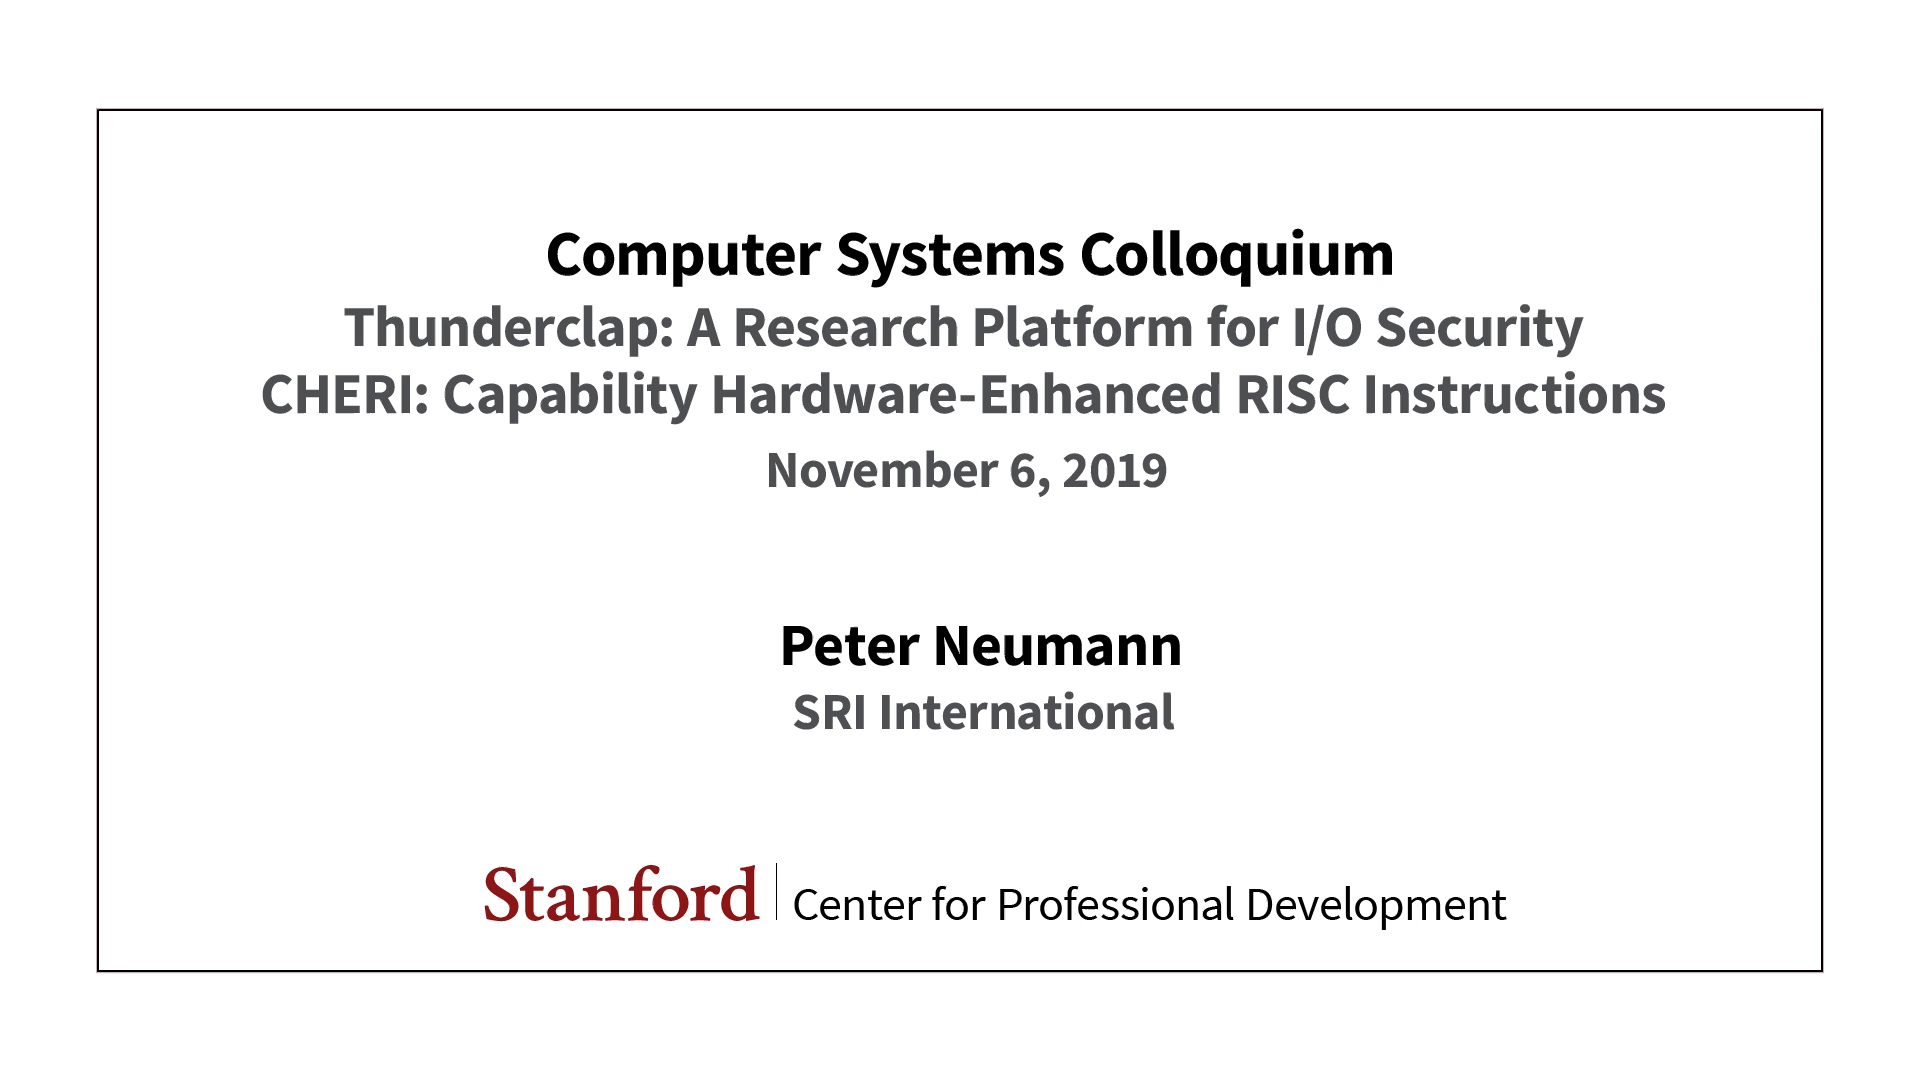 Computer Systems Colloquium
Thunderclap: A Research Platform for I/O Security
CHERI: Capability Hardware-Enhanced RISC Instructions
November 6, 2019
Peter Neumann
SRI International
Stanford Center for Professional Development